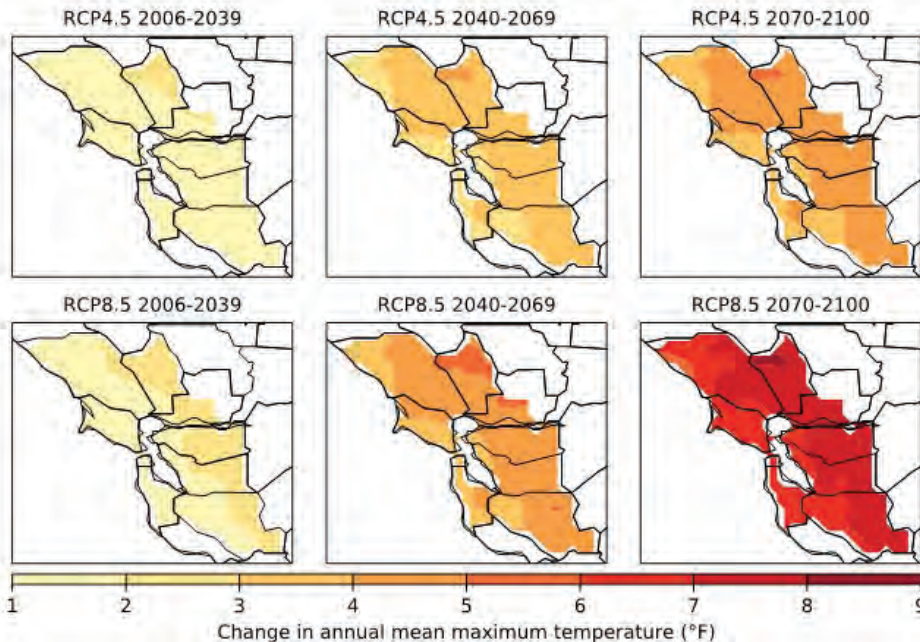 RCP4.5 2006-2039 RCP4.5 2040-2069 RCP4.5 2070-2100
RCP8.5 2006-2039 RCP8.5 2040-2069 RCP8.5 2070-2100
1 2 3 4 5 6 7 8 9
Change in annual mean maximum temperature (°F)